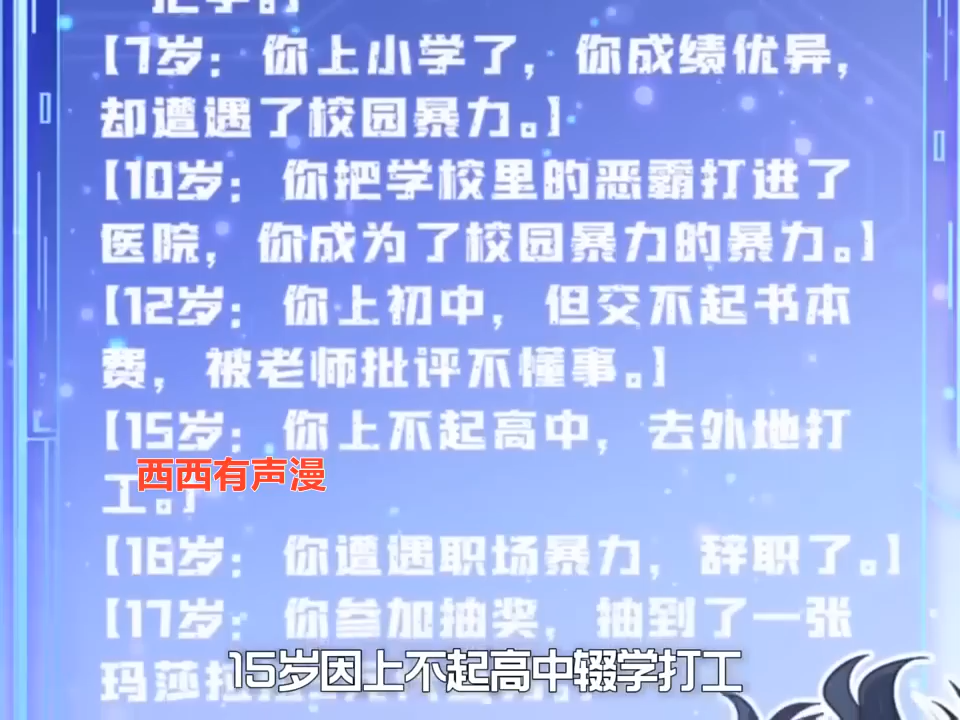 【7岁：你上小学了，你成绩优异，
却遭遇了校园暴力。】
【10岁：你把学校里的恶霸打进了
医院，你成为了校园暴力的暴力。】
【12岁：你上初中，但交不起书本
费，被老师批评不懂事。】
【15岁：你上不起高中，去外地打
工。】
西西有声漫
【16岁：你遭遇职场暴力，辞职了。】
【17岁：你参加抽奖，抽到了一张
玛莎拉
15岁因上不起高中辍学打工